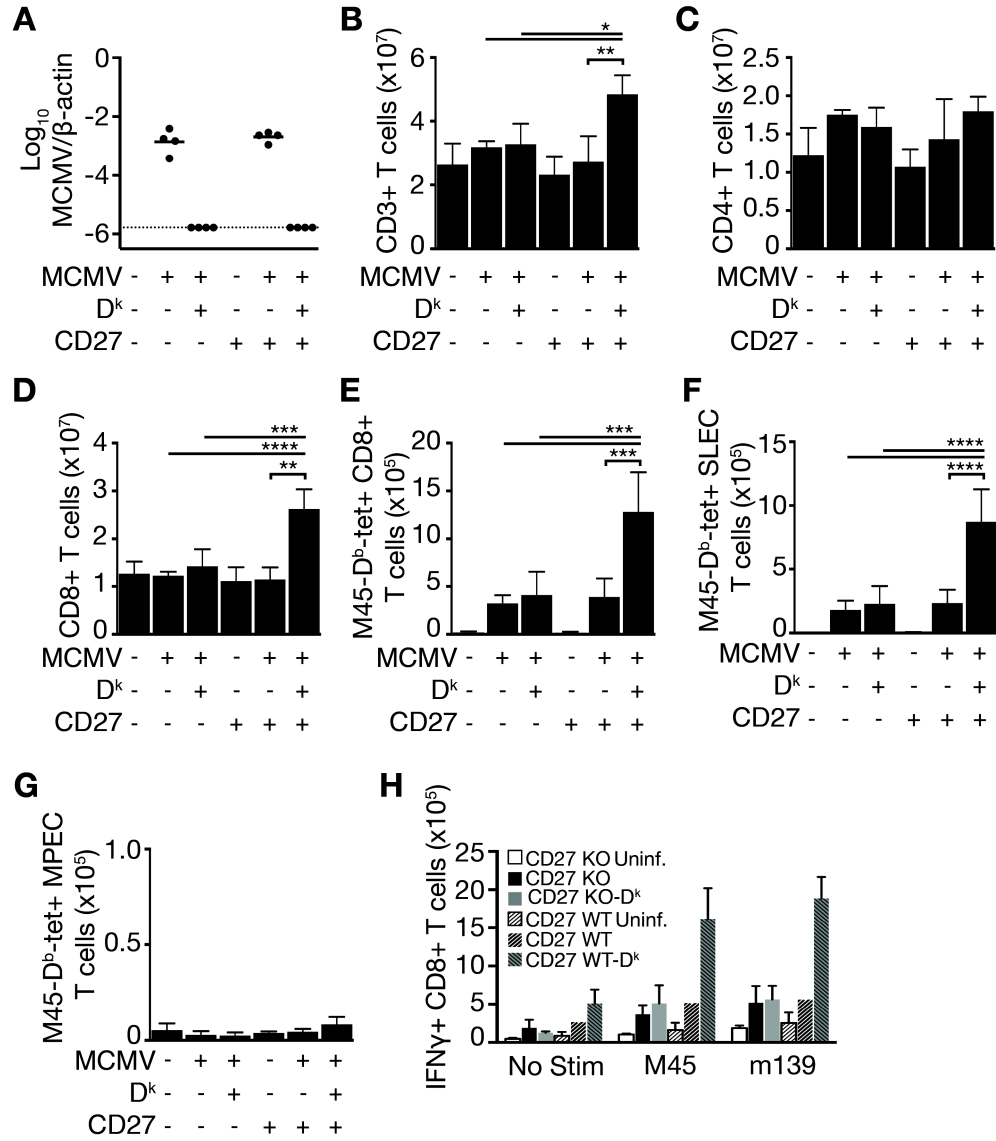 A
Log10
MCMV/β-actin
0
-2
-4
-6
MCMV - + + - + +
Dk - - + - - +
CD27 - - - + + +
B
CD3+ T cells (x10⁷)
6
4
2
0
*
**
MCMV - + + - + +
Dk - - + - - +
CD27 - - - + + +
C
CD4+ T cells (x10⁷)
2.5
2.0
1.5
1.0
0.5
0
- + + - + +
- - + - - +
- - - + + +
D
CD8+ T cells (x10⁷)
4
3
2
1
0
***
****
**
MCMV - + + - + +
Dk - - + - - +
CD27 - - - + + +
E
M45-Db-tet+ CD8+
T cells (x10⁵)
20
15
10
5
0
***
***
MCMV - + + - + +
Dk - - + - - +
CD27 - - - + + +
F
M45-Db-tet+ SLEC
T cells (x10⁵)
15
10
5
0
****
****
MCMV - + + - + +
Dk - - + - - +
CD27 - - - + + +
G
M45-Db-tet+ MPEC
T cells (x10⁵)
1.0
0.5
0
MCMV - + + - + +
Dk - - + - - +
CD27 - - - + + +
H
IFNγ+ CD8+ T cells (x10⁵)
25
20
15
10
5
0
CD27 KO Uninf.
CD27 KO
CD27 KO-Dk
CD27 WT Uninf.
CD27 WT
CD27 WT-Dk
No Stim M45 m139